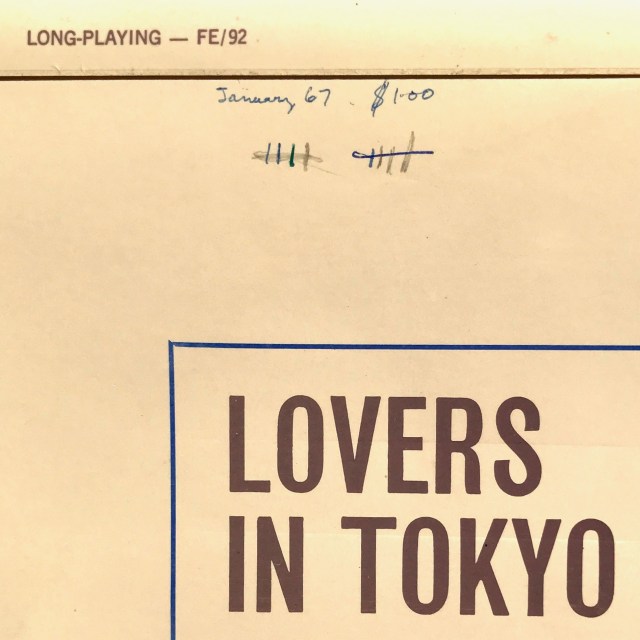 LONG-PLAYING — FE/92
January 67 . $1.00
LOVERS
IN TOKYO